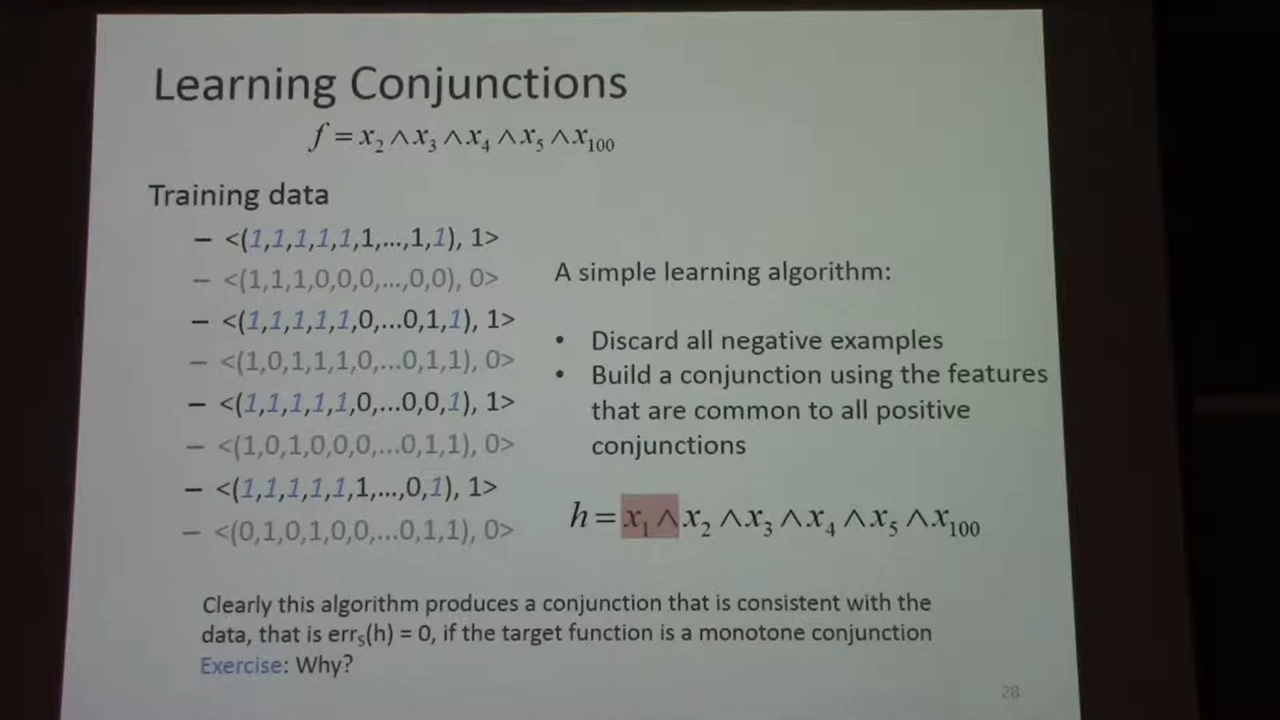 Learning Conjunctions
f = x₂ ∧ x₃ ∧ x₄ ∧ x₅ ∧ x₁₀₀
Training data
– <(1,1,1,1,1,1,...,1,1), 1>
– <(1,1,1,0,0,0,...,0,0), 0>
– <(1,1,1,1,1,0,...0,1,1), 1>
– <(1,0,1,1,1,0,...0,1,1), 0>
– <(1,1,1,1,1,0,...0,0,1), 1>
– <(1,0,1,0,0,0,...0,1,1), 0>
– <(1,1,1,1,1,1,...,0,1), 1>
– <(0,1,0,1,0,0,...0,1,1), 0>
A simple learning algorithm:
• Discard all negative examples
• Build a conjunction using the features
that are common to all positive
conjunctions
h = x₁ ∧ x₂ ∧ x₃ ∧ x₄ ∧ x₅ ∧ x₁₀₀
Clearly this algorithm produces a conjunction that is consistent with the
data, that is errₛ(h) = 0, if the target function is a monotone conjunction
Exercise: Why?
28